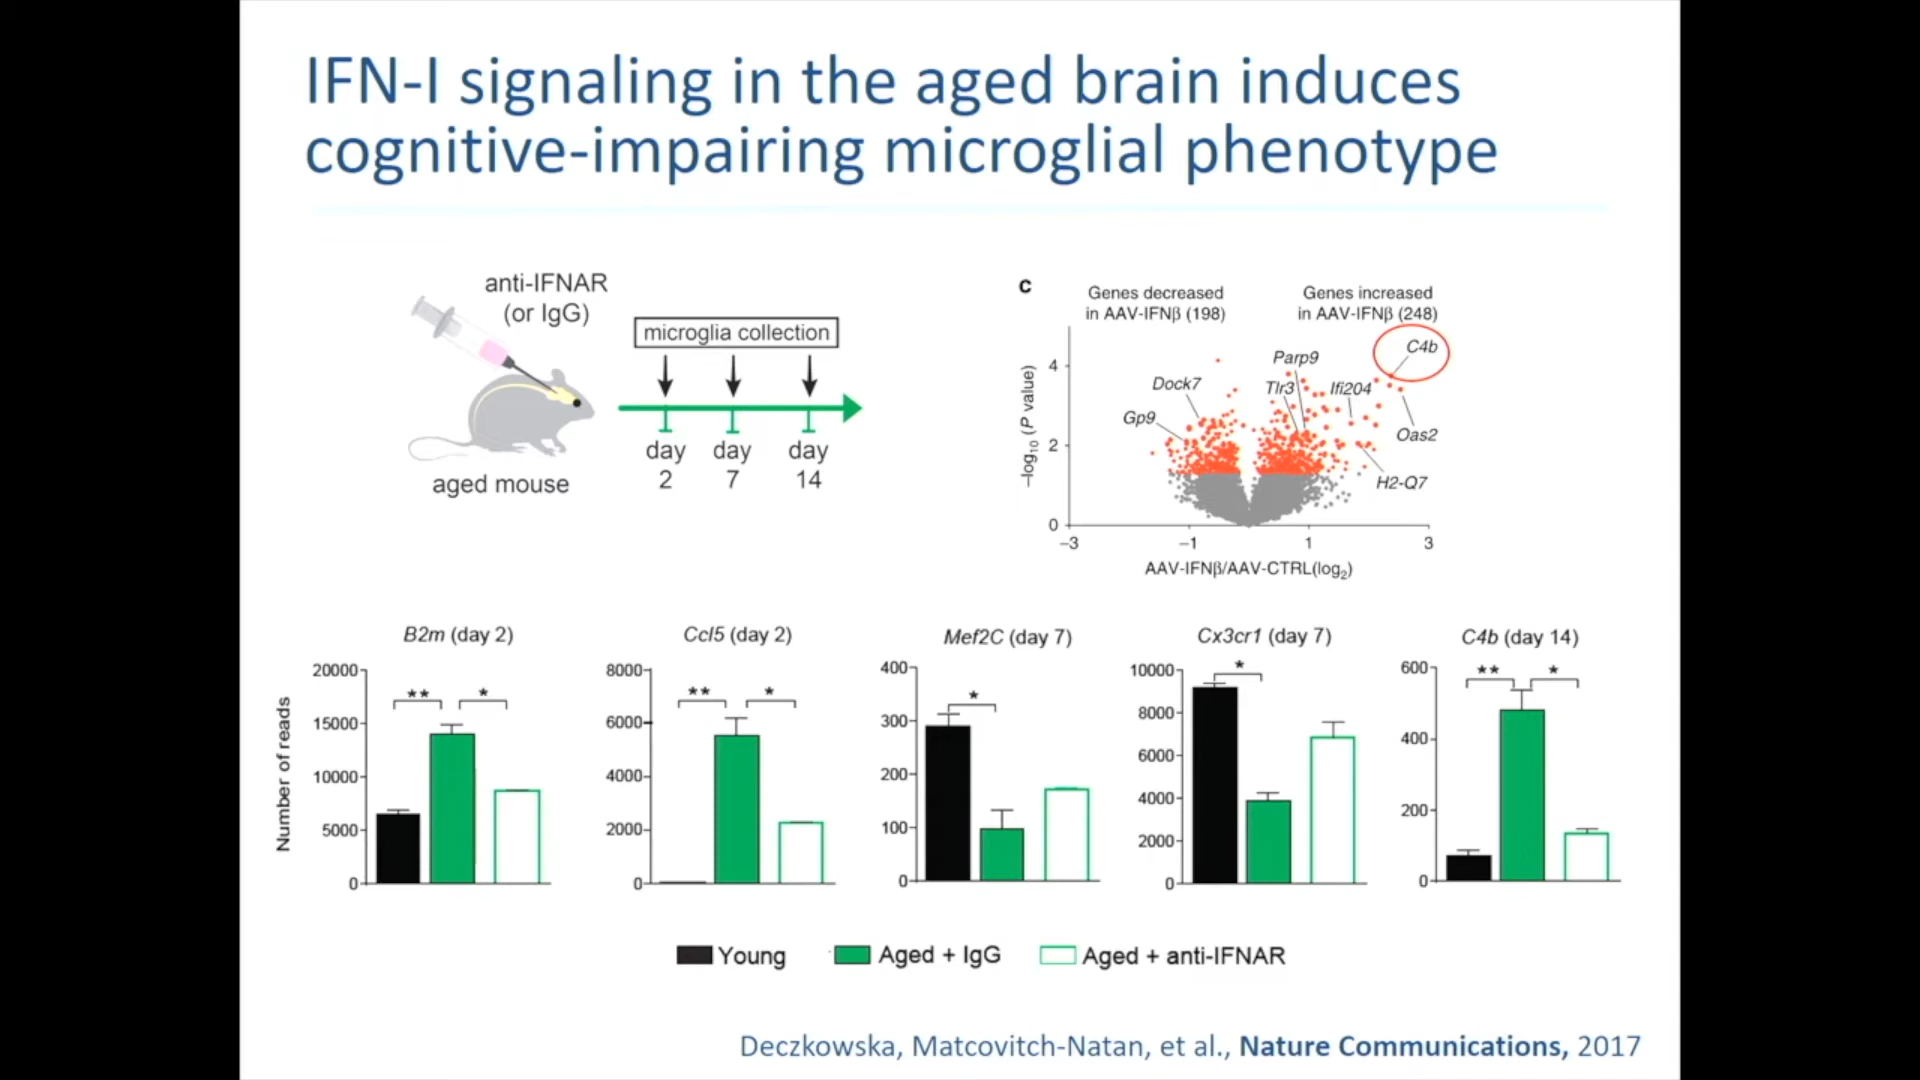 IFN-I signaling in the aged brain induces
cognitive-impairing microglial phenotype
anti-IFNAR
(or IgG)
microglia collection
day
2
day
7
day
14
aged mouse
c
Genes decreased
in AAV-IFNβ (198)
Genes increased
in AAV-IFNβ (248)
C4b
Parp9
Dock7
Tlr3
Ifi204
Gp9
Oas2
H2-Q7
–log10 (P value)
4
2
0
–3
–1
1
3
AAV-IFNβ/AAV-CTRL(log2)
Number of reads
B2m (day 2)
20000
15000
10000
5000
0
**
*
Ccl5 (day 2)
8000
6000
4000
2000
0
**
*
Mef2C (day 7)
400
300
200
100
0
*
Cx3cr1 (day 7)
10000
8000
6000
4000
2000
0
*
C4b (day 14)
600
400
200
0
**
*
Young
Aged + IgG
Aged + anti-IFNAR
Deczkowska, Matcovitch-Natan, et al., Nature Communications, 2017